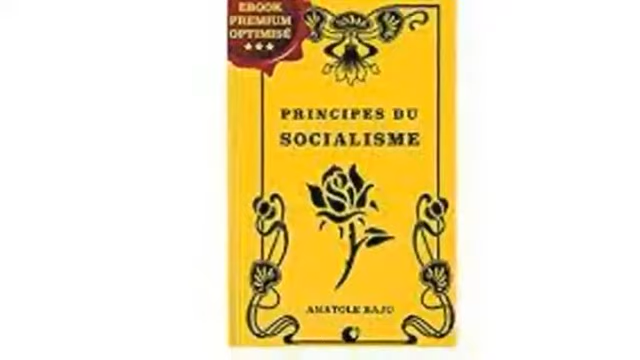 EBOOK
PREMIUM
OPTIMISÉ
PRINCIPES DU
SOCIALISME
ANATOLE BAJU